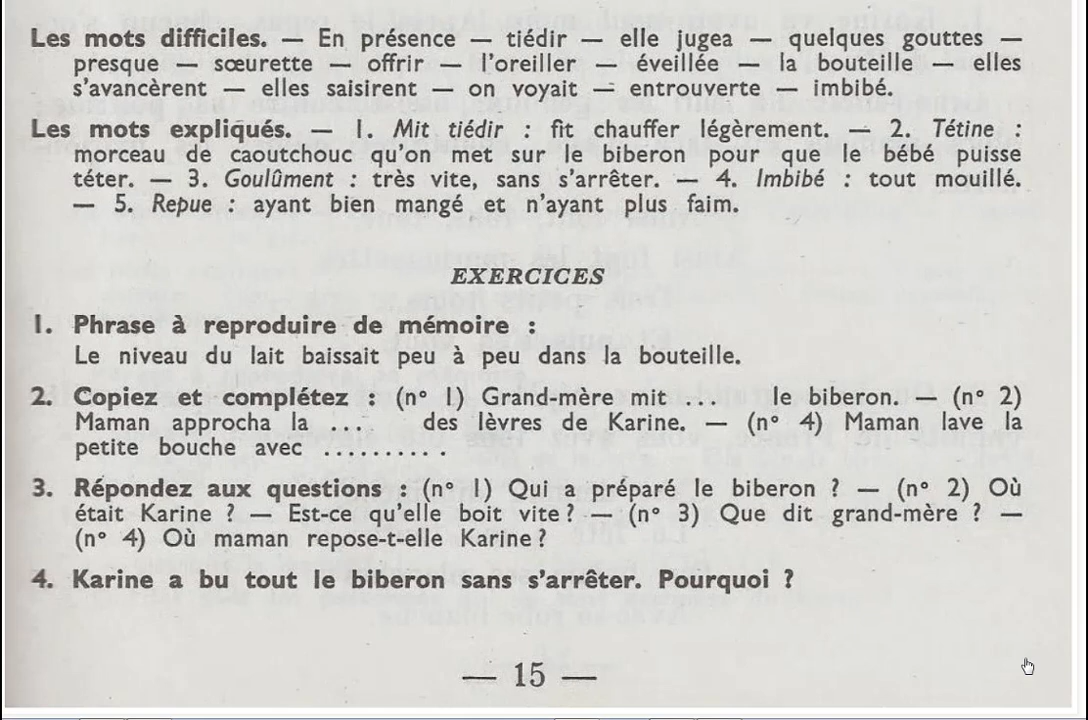 Les mots difficiles. — En présence — tiédir — elle jugea — quelques gouttes —
presque — sœurette — offrir — l'oreiller — éveillée — la bouteille — elles
s'avancèrent — elles saisirent — on voyait — entrouverte — imbibé.
Les mots expliqués. — 1. Mit tiédir : fit chauffer légèrement. — 2. Tétine :
morceau de caoutchouc qu'on met sur le biberon pour que le bébé puisse
téter. — 3. Goulûment : très vite, sans s'arrêter. — 4. Imbibé : tout mouillé.
— 5. Repue : ayant bien mangé et n'ayant plus faim.
EXERCICES
1. Phrase à reproduire de mémoire :
Le niveau du lait baissait peu à peu dans la bouteille.
2. Copiez et complétez : (n° 1) Grand-mère mit ... le biberon. — (n° 2)
Maman approcha la ... des lèvres de Karine. — (n° 4) Maman lave la
petite bouche avec ..........
3. Répondez aux questions : (n° 1) Qui a préparé le biberon ? — (n° 2) Où
était Karine ? — Est-ce qu'elle boit vite ? — (n° 3) Que dit grand-mère ? —
(n° 4) Où maman repose-t-elle Karine ?
4. Karine a bu tout le biberon sans s'arrêter. Pourquoi ?
— 15 —